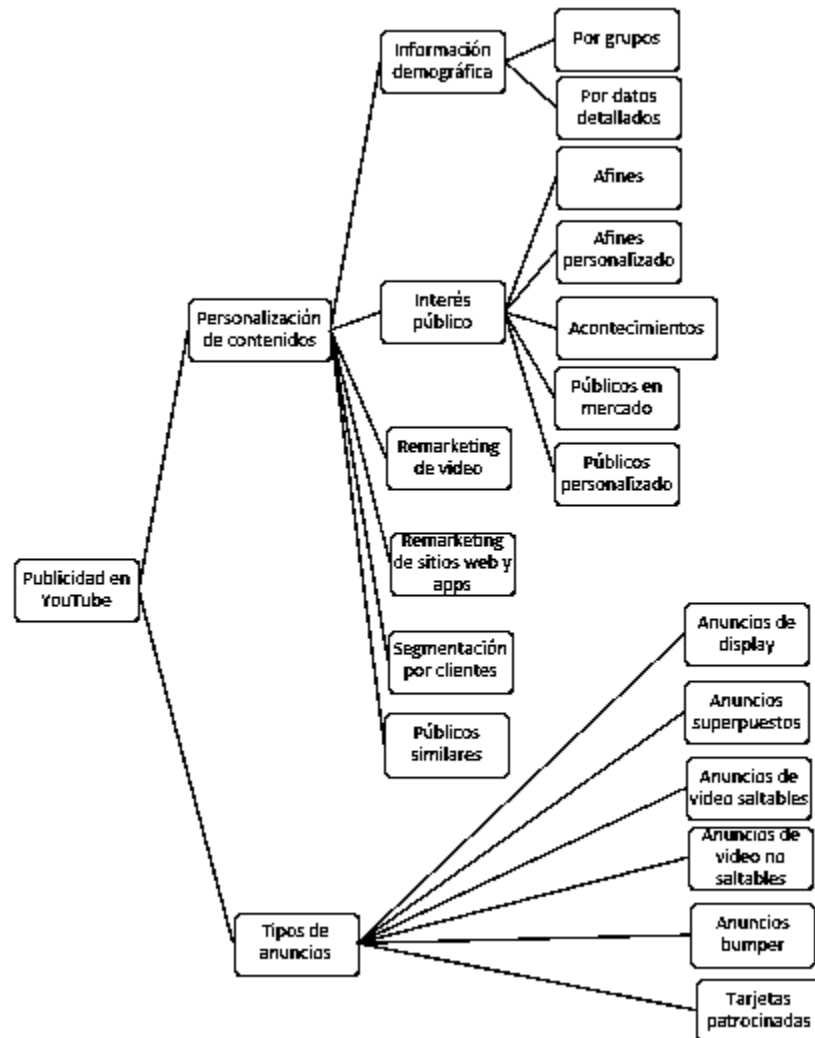 Información
demográfica
Por grupos
Por datos
detallados
Afines
Afines
personalizado
Interés
público
Personalización
de contenidos
Acontecimientos
Públicos en
mercado
Públicos
personalizado
Remarketing
de video
Remarketing
de sitios web y
apps
Publicidad en
YouTube
Segmentación
por clientes
Públicos
similares
Anuncios de
display
Anuncios
superpuestos
Anuncios de
video saltables
Anuncios de
video no
saltables
Tipos de
anuncios
Anuncios
bumper
Tarjetas
patrocinadas